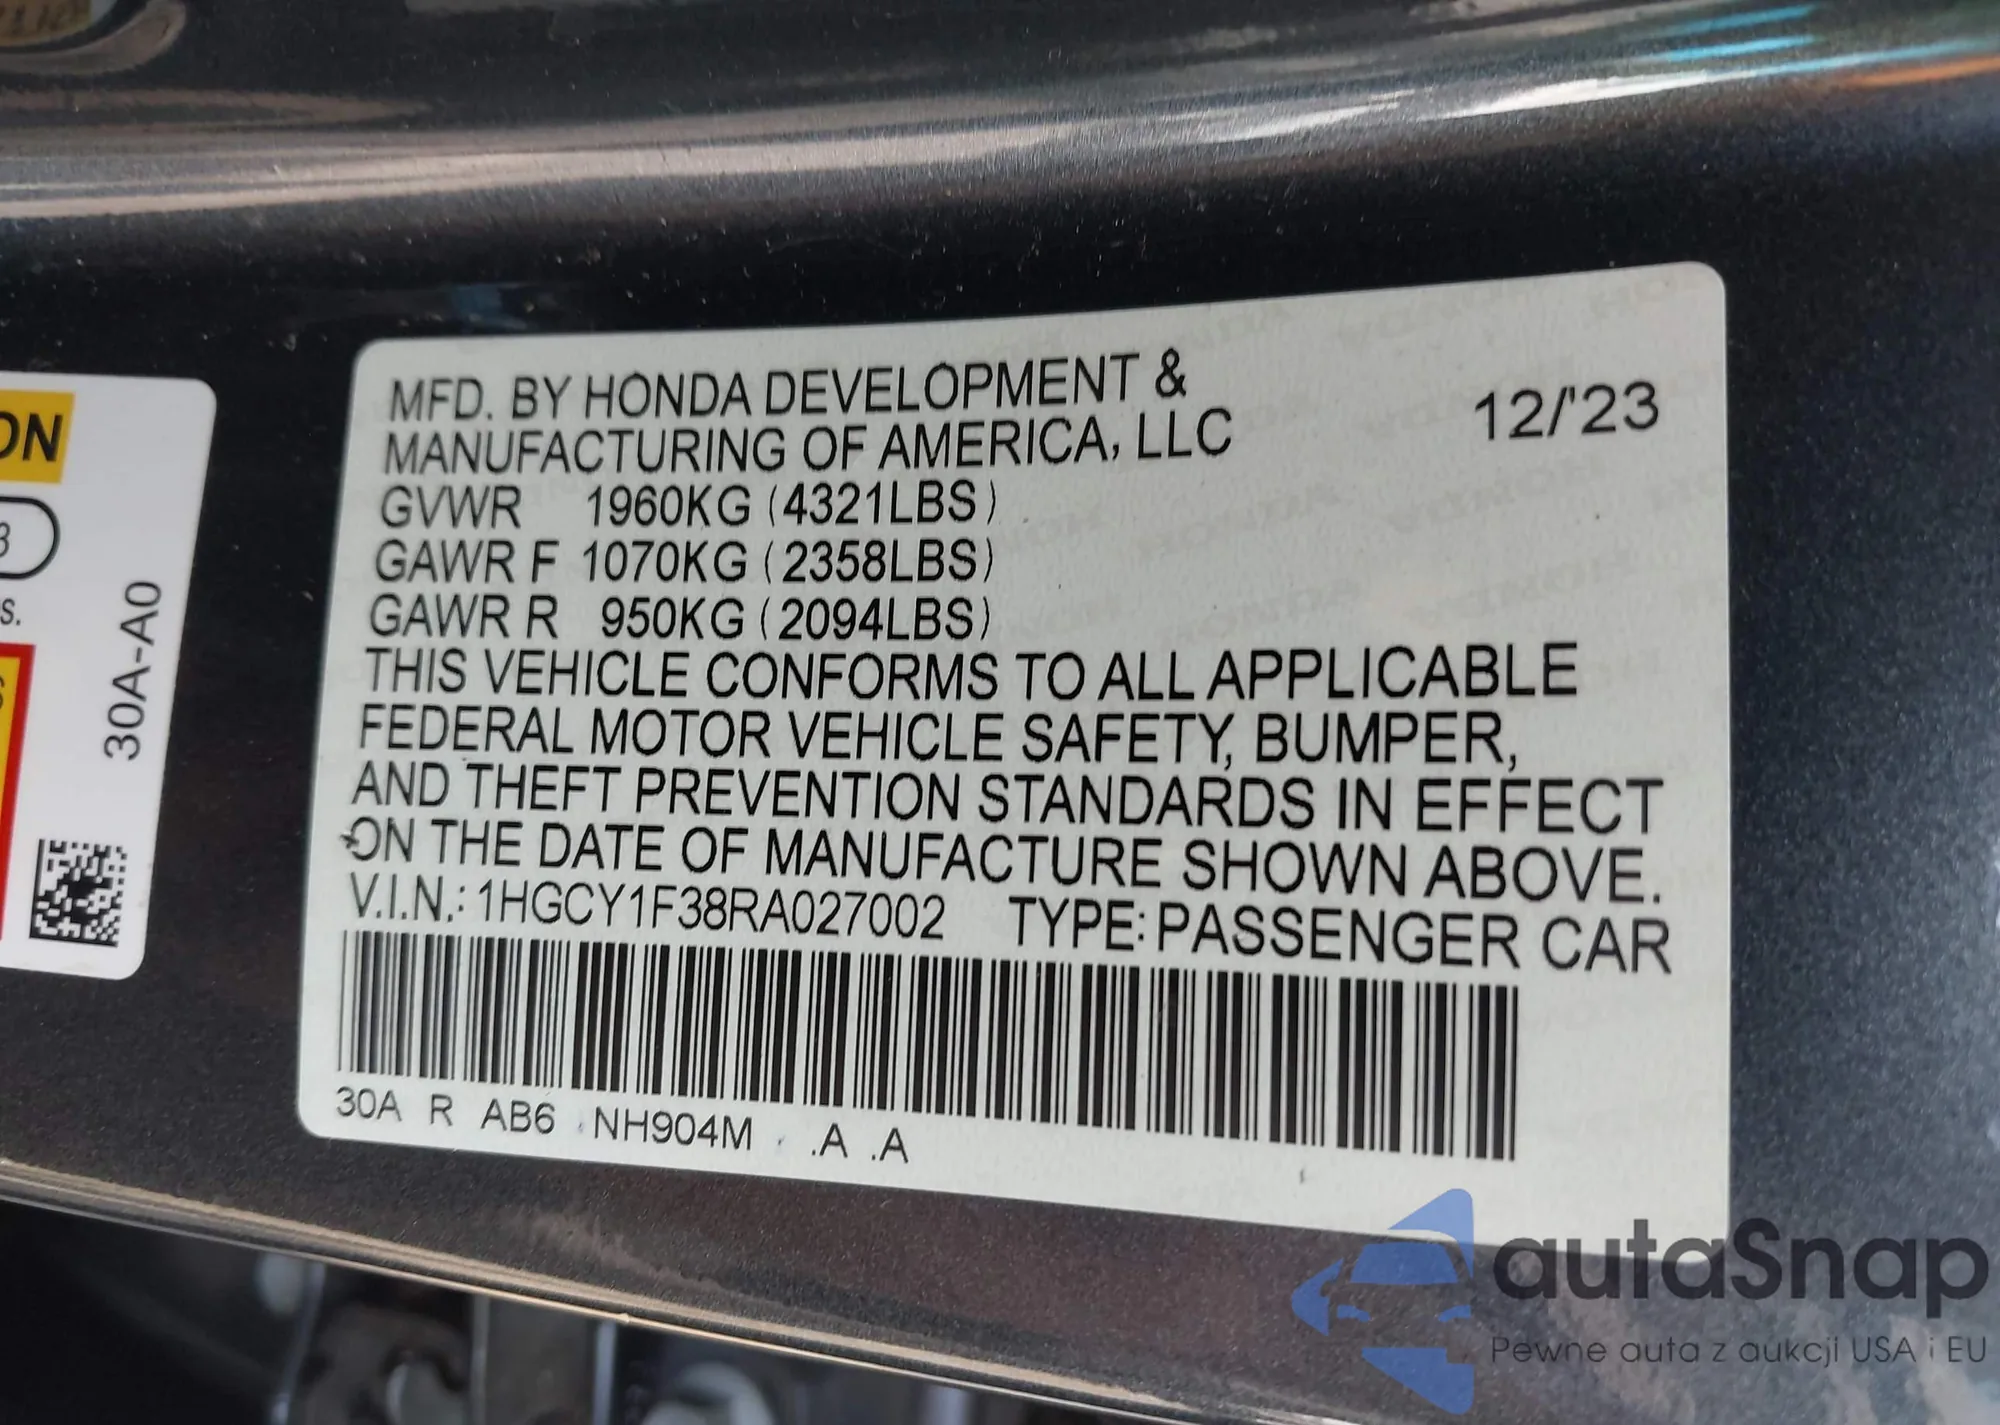 MFD. BY HONDA DEVELOPMENT &
MANUFACTURING OF AMERICA, LLC
12/'23
GVWR 1960KG (4321LBS)
GAWR F 1070KG (2358LBS)
GAWR R 950KG (2094LBS)
THIS VEHICLE CONFORMS TO ALL APPLICABLE
FEDERAL MOTOR VEHICLE SAFETY, BUMPER,
AND THEFT PREVENTION STANDARDS IN EFFECT
ON THE DATE OF MANUFACTURE SHOWN ABOVE.
V.I.N.: 1HGCY1F38RA027002 TYPE: PASSENGER CAR
30A R AB6 NH904M .A .A
30A-A0
autaSnap
Pewne auta z aukcji USA i EU